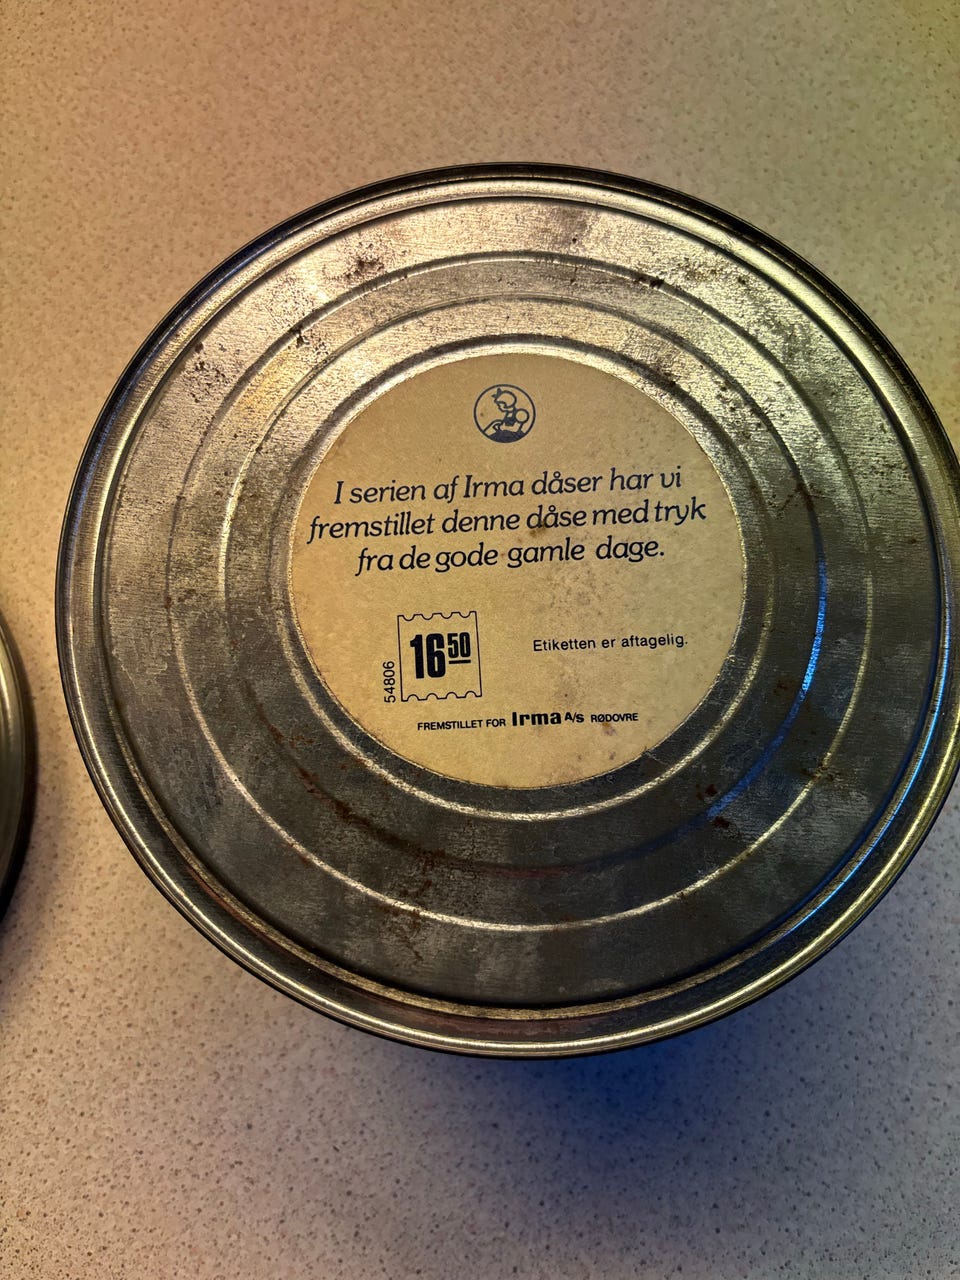 I serien af Irma dåser har vi
fremstillet denne dåse med tryk
fra de gode gamle dage.
16 50
Etiketten er aftagelig.
54806
FREMSTILLET FOR Irma A/S RØDOVRE